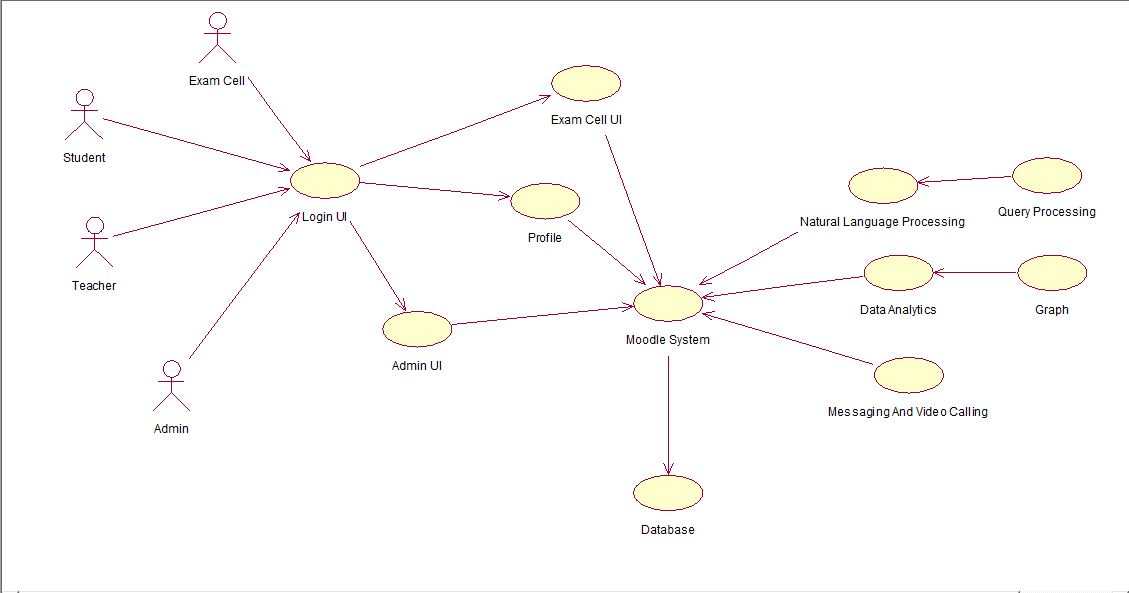 Exam Cell
Exam Cell UI
Student
Login UI
Natural Language Processing
Query Processing
Profile
Teacher
Data Analytics
Graph
Moodle System
Admin UI
Messaging And Video Calling
Admin
Database